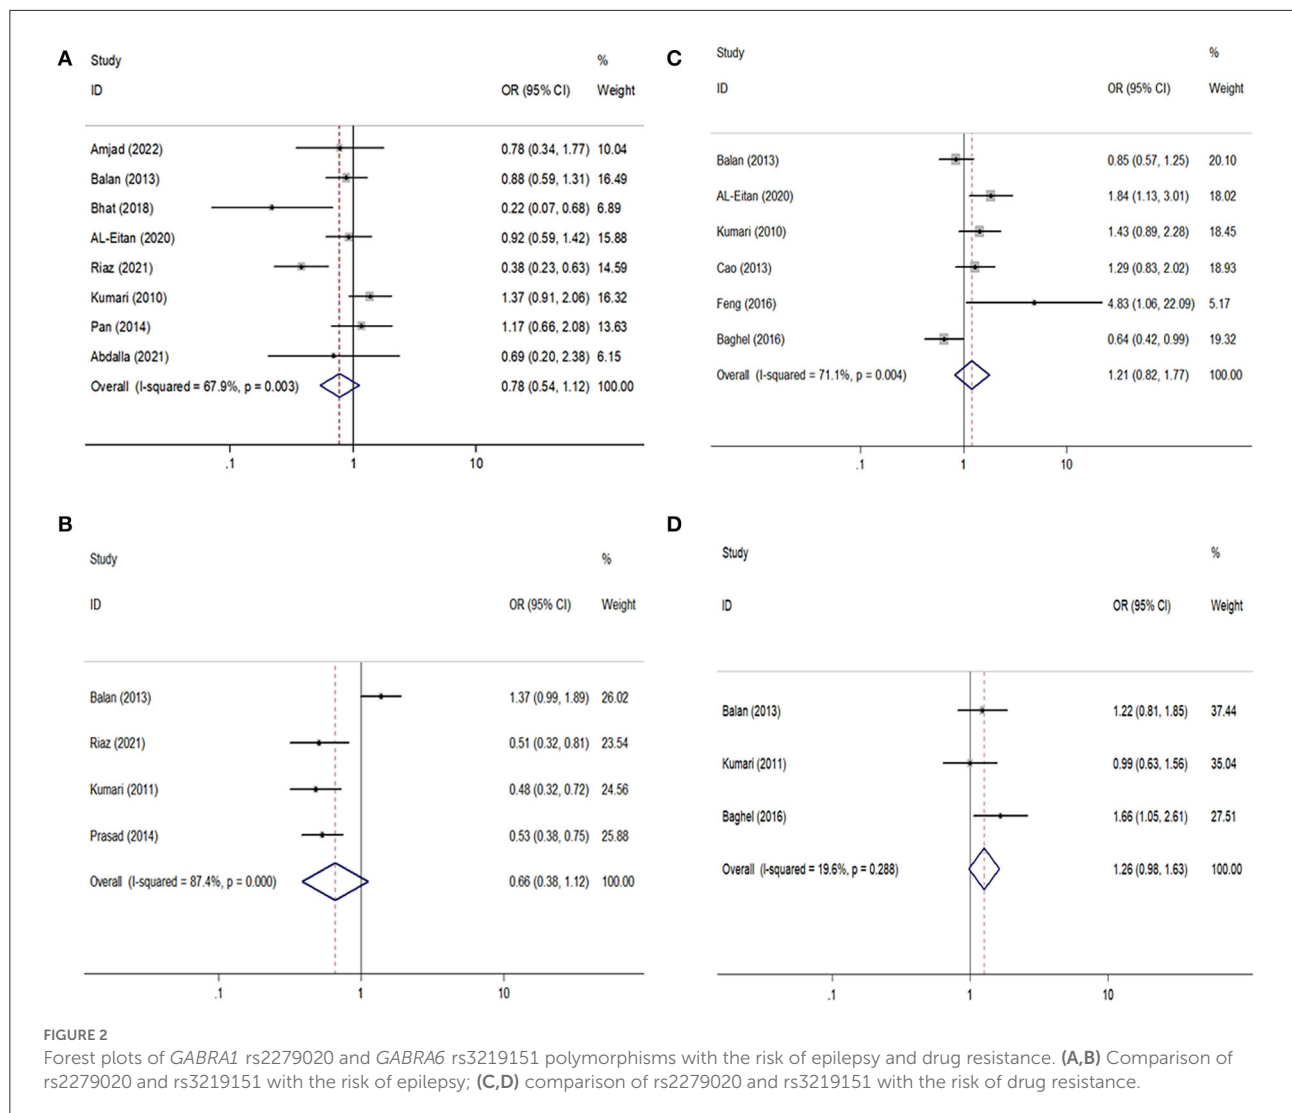 A
Study %
ID OR (95% CI) Weight
Amjad (2022) 0.78 (0.34, 1.77) 10.04
Balan (2013) 0.88 (0.59, 1.31) 16.49
Bhat (2018) 0.22 (0.07, 0.68) 6.89
AL-Eitan (2020) 0.92 (0.59, 1.42) 15.88
Riaz (2021) 0.38 (0.23, 0.63) 14.59
Kumari (2010) 1.37 (0.91, 2.06) 16.32
Pan (2014) 1.17 (0.66, 2.08) 13.63
Abdalla (2021) 0.69 (0.20, 2.38) 6.15
Overall (I-squared = 67.9%, p = 0.003) 0.78 (0.54, 1.12) 100.00
.1 1 10
C
Study %
ID OR (95% CI) Weight
Balan (2013) 0.85 (0.57, 1.25) 20.10
AL-Eitan (2020) 1.84 (1.13, 3.01) 18.02
Kumari (2010) 1.43 (0.89, 2.28) 18.45
Cao (2013) 1.29 (0.83, 2.02) 18.93
Feng (2016) 4.83 (1.06, 22.09) 5.17
Baghel (2016) 0.64 (0.42, 0.99) 19.32
Overall (I-squared = 71.1%, p = 0.004) 1.21 (0.82, 1.77) 100.00
.1 1 10
B
Study %
ID OR (95% CI) Weight
Balan (2013) 1.37 (0.99, 1.89) 26.02
Riaz (2021) 0.51 (0.32, 0.81) 23.54
Kumari (2011) 0.48 (0.32, 0.72) 24.56
Prasad (2014) 0.53 (0.38, 0.75) 25.88
Overall (I-squared = 87.4%, p = 0.000) 0.66 (0.38, 1.12) 100.00
.1 1 10
D
Study %
ID OR (95% CI) Weight
Balan (2013) 1.22 (0.81, 1.85) 37.44
Kumari (2011) 0.99 (0.63, 1.56) 35.04
Baghel (2016) 1.66 (1.05, 2.61) 27.51
Overall (I-squared = 19.6%, p = 0.288) 1.26 (0.98, 1.63) 100.00
.1 1 10
FIGURE 2
Forest plots of GABRA1 rs2279020 and GABRA6 rs3219151 polymorphisms with the risk of epilepsy and drug resistance. (A,B) Comparison of
rs2279020 and rs3219151 with the risk of epilepsy; (C,D) comparison of rs2279020 and rs3219151 with the risk of drug resistance.